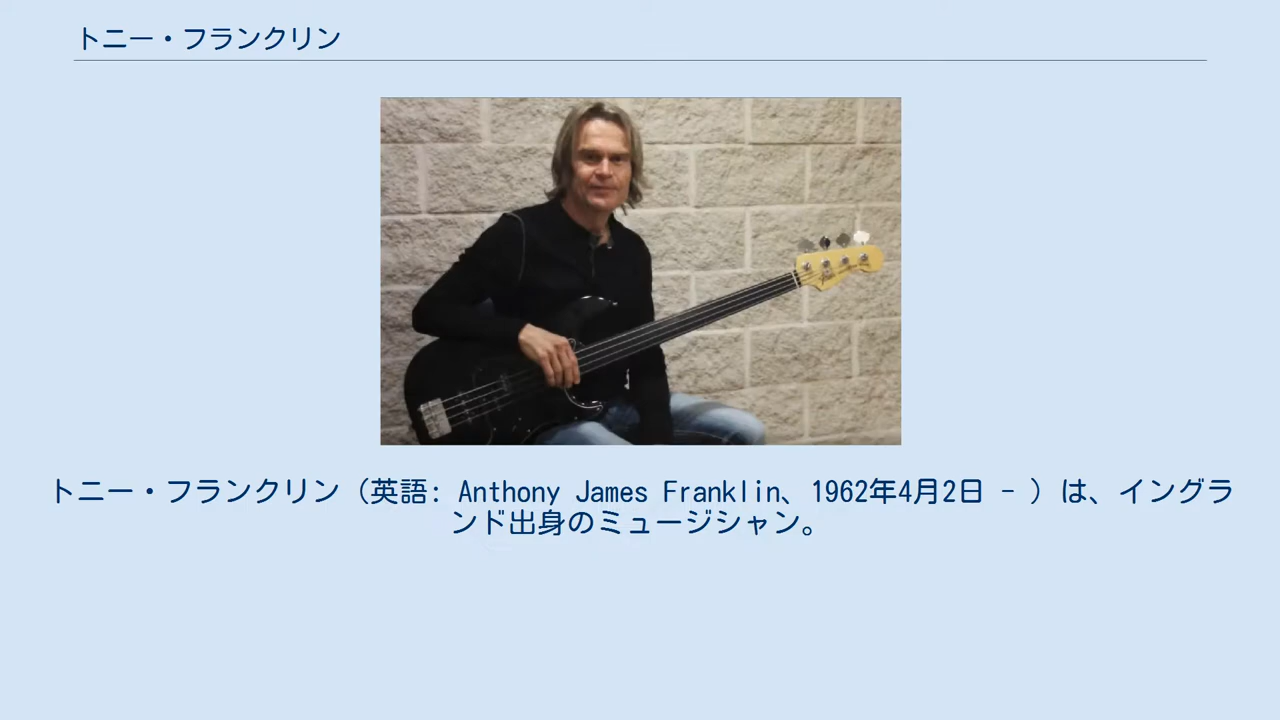 トニー・フランクリン
トニー・フランクリン（英語: Anthony James Franklin、1962年4月2日 - ）は、イングラ
ンド出身のミュージシャン。